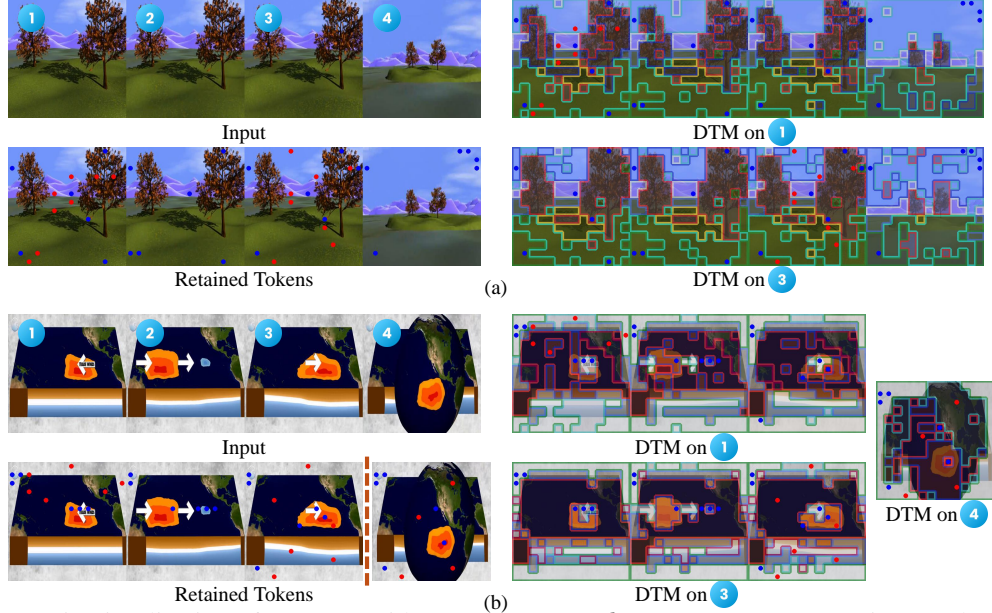 1 2 3 4
Input
DTM on 1
Retained Tokens
DTM on 3
(a)
1 2 3 4
Input
DTM on 1
DTM on 4
Retained Tokens
DTM on 3
(b)